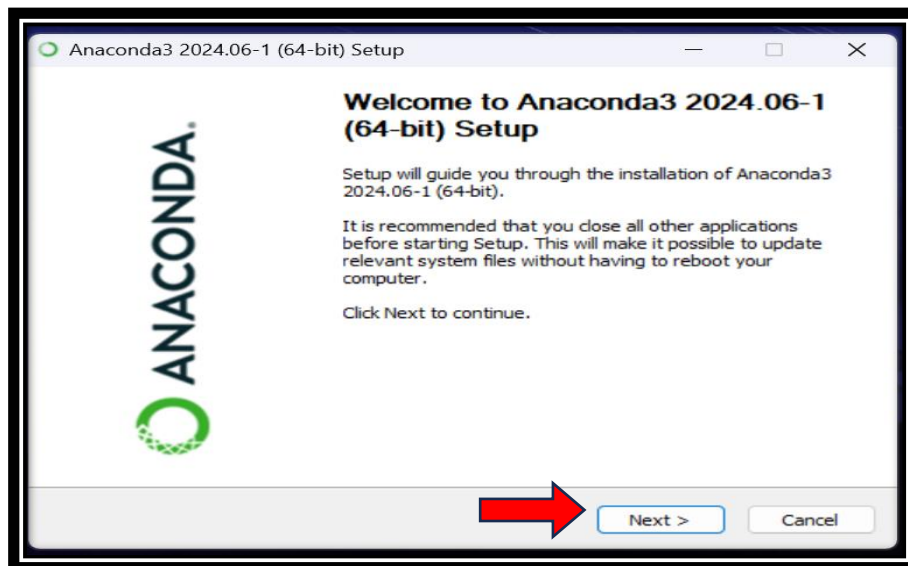 Anaconda3 2024.06-1 (64-bit) Setup
ANACONDA.
Welcome to Anaconda3 2024.06-1
(64-bit) Setup
Setup will guide you through the installation of Anaconda3
2024.06-1 (64-bit).
It is recommended that you close all other applications
before starting Setup. This will make it possible to update
relevant system files without having to reboot your
computer.
Click Next to continue.
Next >
Cancel